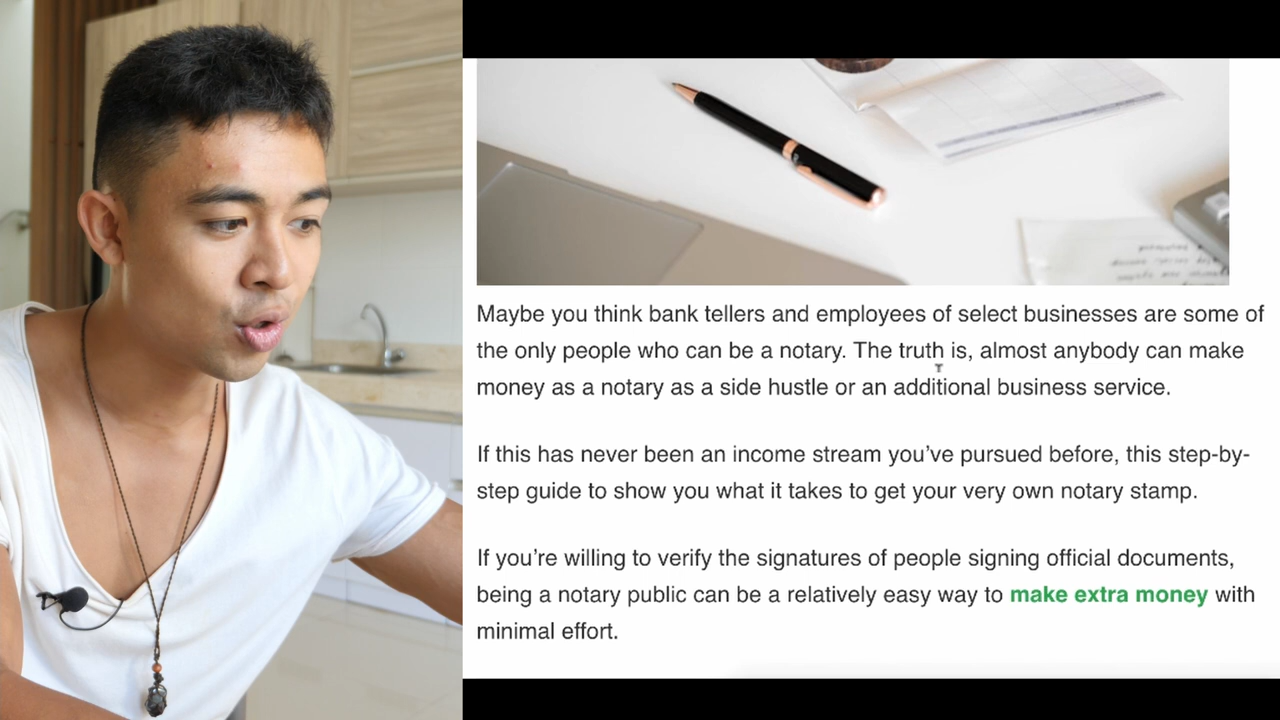 Maybe you think bank tellers and employees of select businesses are some of
the only people who can be a notary. The truth is, almost anybody can make
money as a notary as a side hustle or an additional business service.
If this has never been an income stream you've pursued before, this step-by-
step guide to show you what it takes to get your very own notary stamp.
If you're willing to verify the signatures of people signing official documents,
being a notary public can be a relatively easy way to make extra money with
minimal effort.